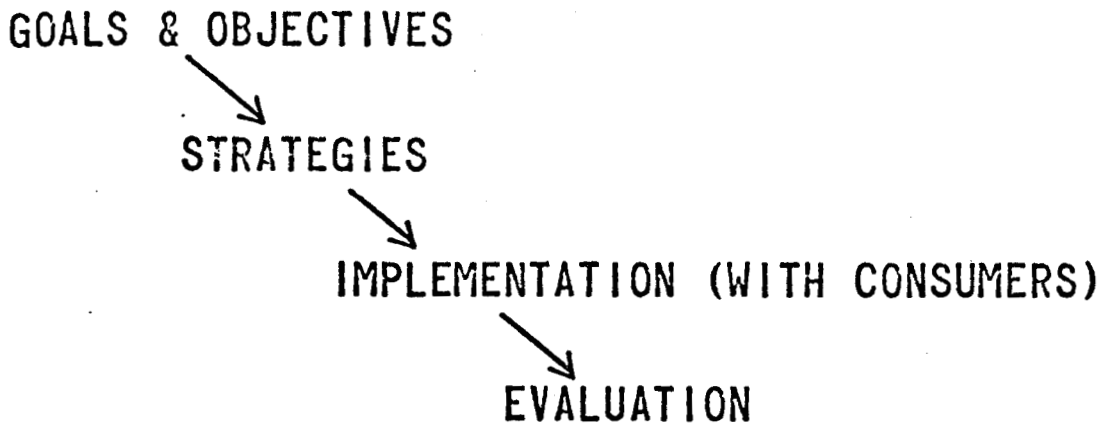 GOALS & OBJECTIVES
STRATEGIES
IMPLEMENTATION (WITH CONSUMERS)
EVALUATION